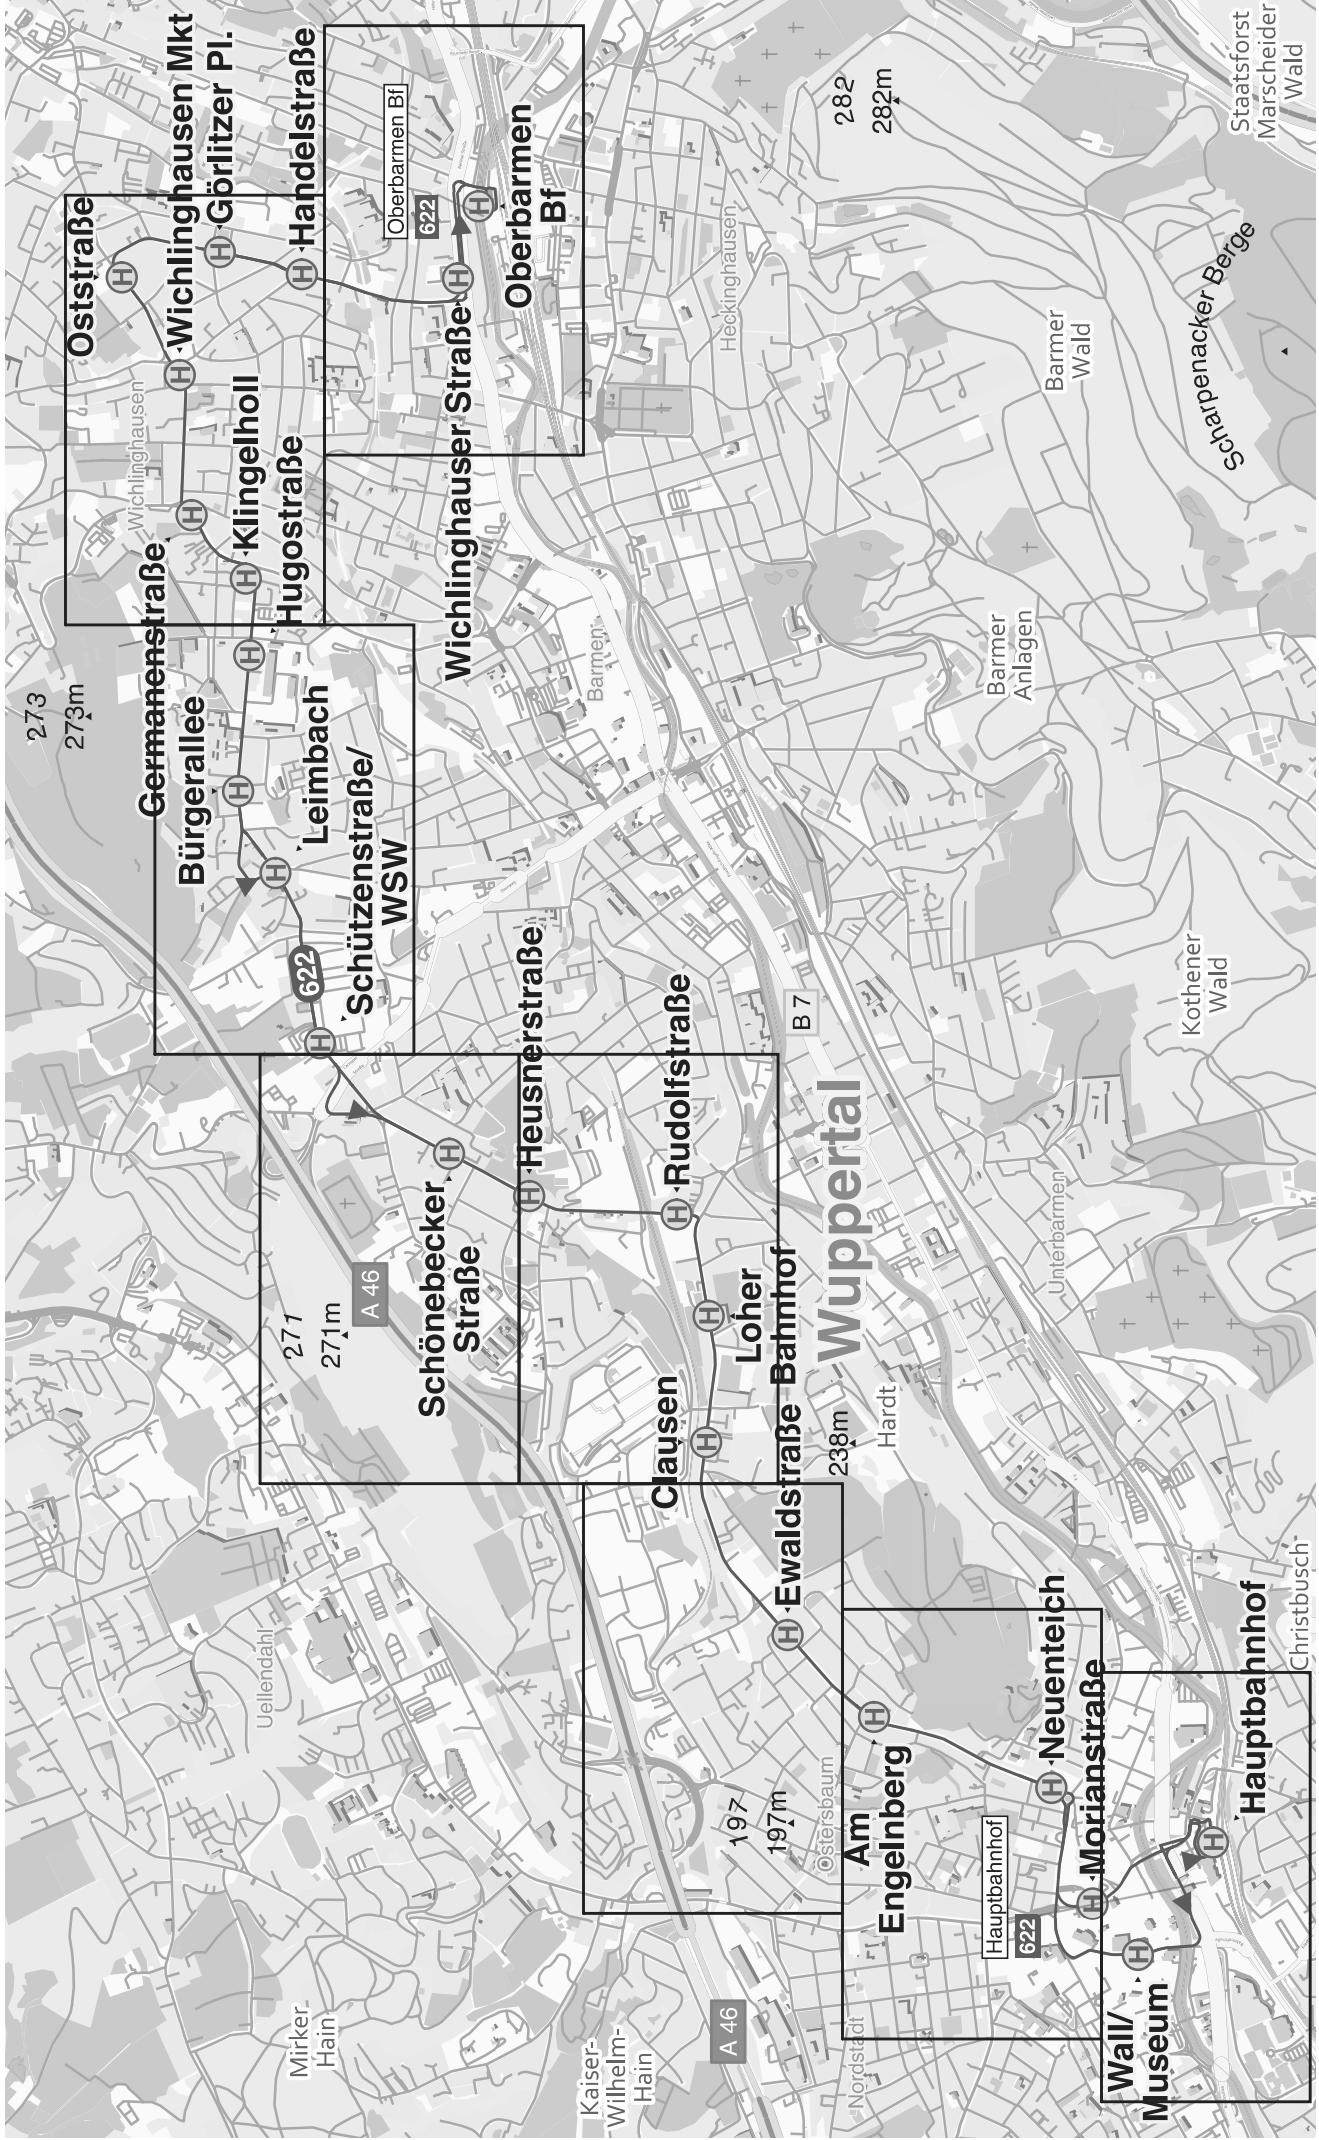 Staatsforst
Marscheider
Wald
282
282m
Scharpenacker Berge
Barmer
Wald
Heckinghausen
Oberbarmen Bf
622
Oberbarmen
Bf
Handelstraße
Görlitzer Pl.
Wichlinghausen Mkt
Oststraße
Wichlinghauser Straße
Wichlinghausen
Klingelholl
Hugostraße
Germanenstraße
Bürgerallee
Leimbach
Schützenstraße/
WSW
273
273m
Barmen
Barmer
Anlagen
Kothener
Wald
622
B 7
Heusnerstraße
Rudolfstraße
Wuppertal
Unterbarmen
Schönebecker
Straße
Loher
Bahnhof
Clausen
A 46
271
271m
238m
Hardt
Ewaldstraße
Uellendahl
Christbusch-
Neuenteich
Morianstraße
Hauptbahnhof
Am
Engelnberg
197
197m
Ostersbaum
Hauptbahnhof
622
Wall/
Museum
A 46
Nordstadt
Mirker
Hain
Kaiser-
Wilhelm-
Hain